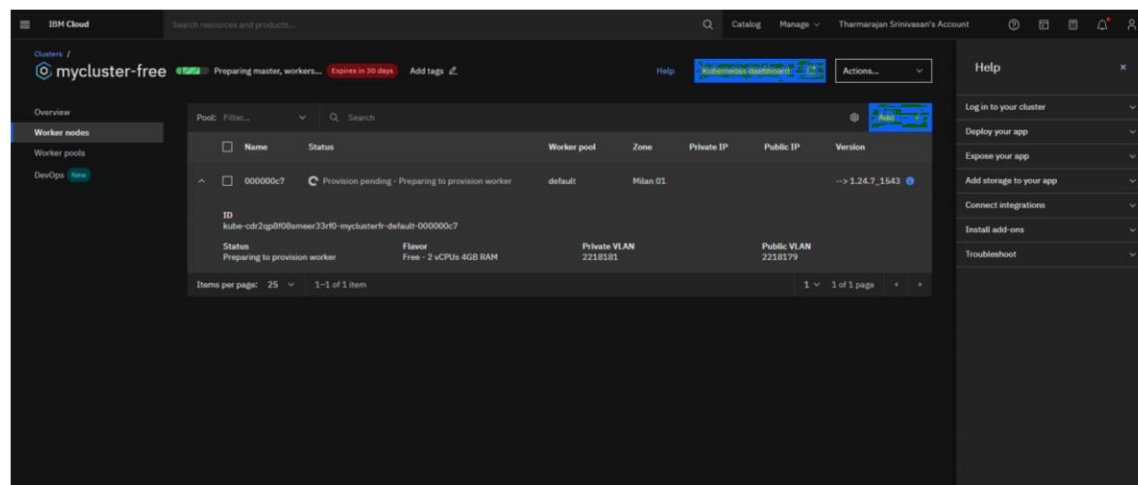 IBM Cloud Search resources and products... Catalog Manage Tharmarajan Srinivasan's Account
Clusters /
mycluster-free Preparing master, workers... Expires in 30 days Add tags Help Kubernetes dashboard Actions...
Help
Overview
Worker nodes
Worker pools
DevOps New
Pool: Filter... Search Add +
Name Status Worker pool Zone Private IP Public IP Version
000000c7 Provision pending - Preparing to provision worker default Milan 01 --> 1.24.7_1543
ID
kube-cdr2qp8f08smeer33rf0-myclusterfr-default-000000c7
Status Flavor Private VLAN Public VLAN
Preparing to provision worker Free - 2 vCPUs 4GB RAM 2218181 2218179
Items per page: 25 1–1 of 1 item 1 1 of 1 page
Log in to your cluster
Deploy your app
Expose your app
Add storage to your app
Connect integrations
Install add-ons
Troubleshoot